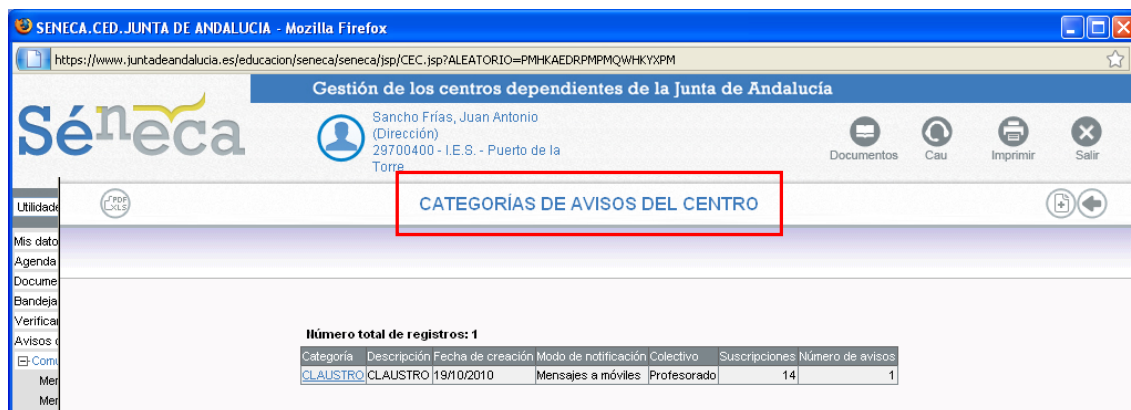 SENECA.CED.JUNTA DE ANDALUCIA - Mozilla Firefox
https://www.juntadeandalucia.es/educacion/seneca/seneca/jsp/CEC.jsp?ALEATORIO=PMHKAEDRPMPMQWHKYXPM
Gestión de los centros dependientes de la Junta de Andalucía
Séneca
Sancho Frías, Juan Antonio
(Dirección)
29700400 - I.E.S. - Puerto de la
Torre
Documentos Cau Imprimir Salir
Utilidade
PDF
XLS
CATEGORÍAS DE AVISOS DEL CENTRO
Mis dato
Agenda
Docume
Bandeja
Verificar
Avisos
Comu
Mer
Mer
Número total de registros: 1
Categoría Descripción Fecha de creación Modo de notificación Colectivo Suscripciones Número de avisos
CLAUSTRO CLAUSTRO 19/10/2010 Mensajes a móviles Profesorado 14 1